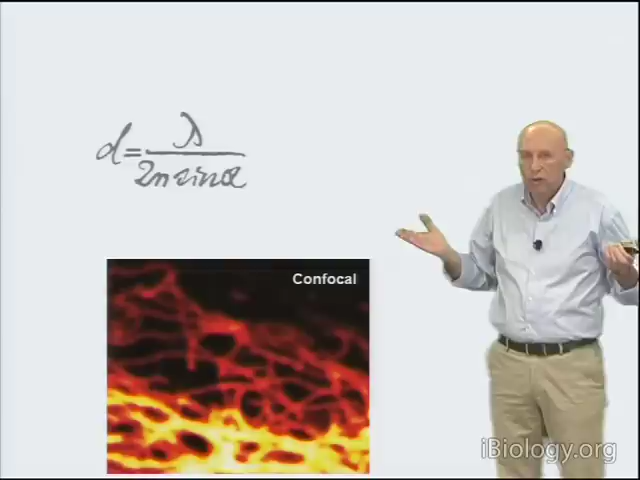 d = λ / 2n sin α
Confocal
iBiology.org